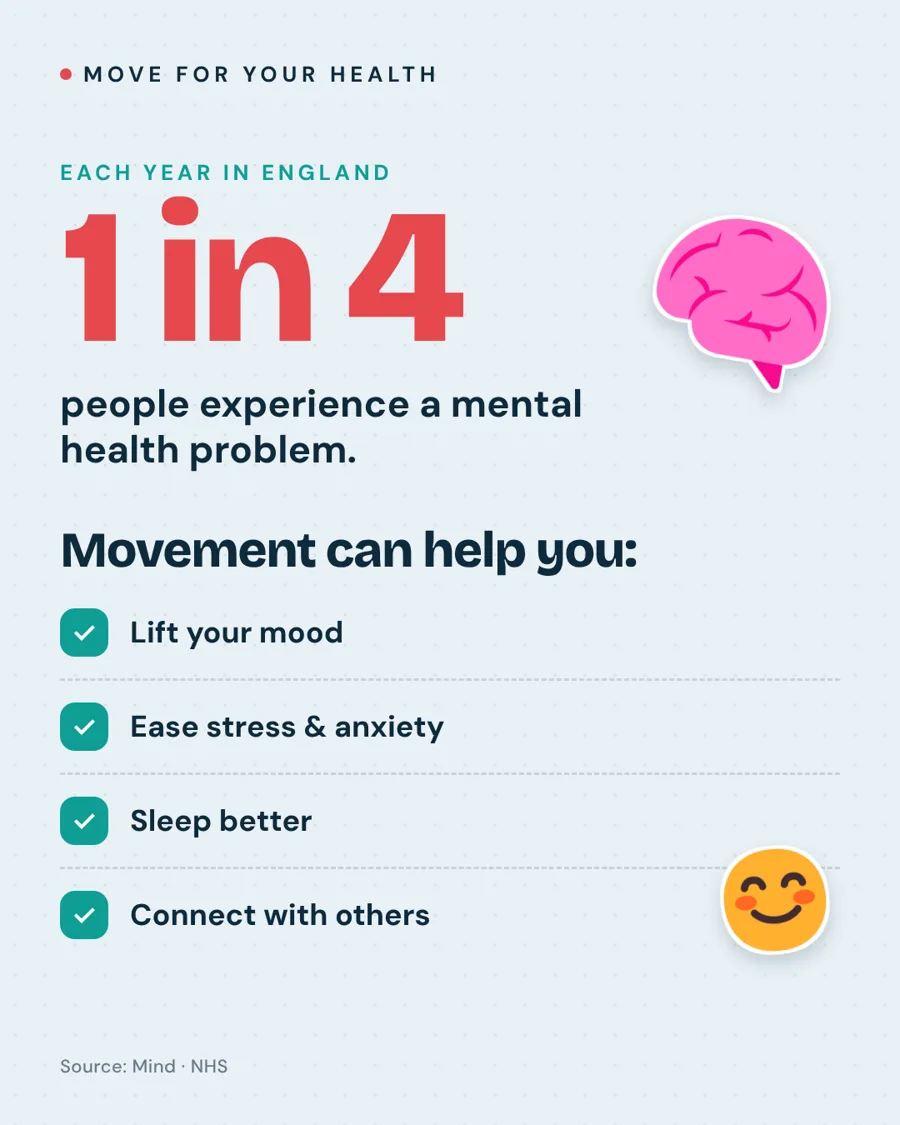 MOVE FOR YOUR HEALTH
EACH YEAR IN ENGLAND
1 in 4
people experience a mental
health problem.
Movement can help you:
Lift your mood
Ease stress & anxiety
Sleep better
Connect with others
Source: Mind · NHS